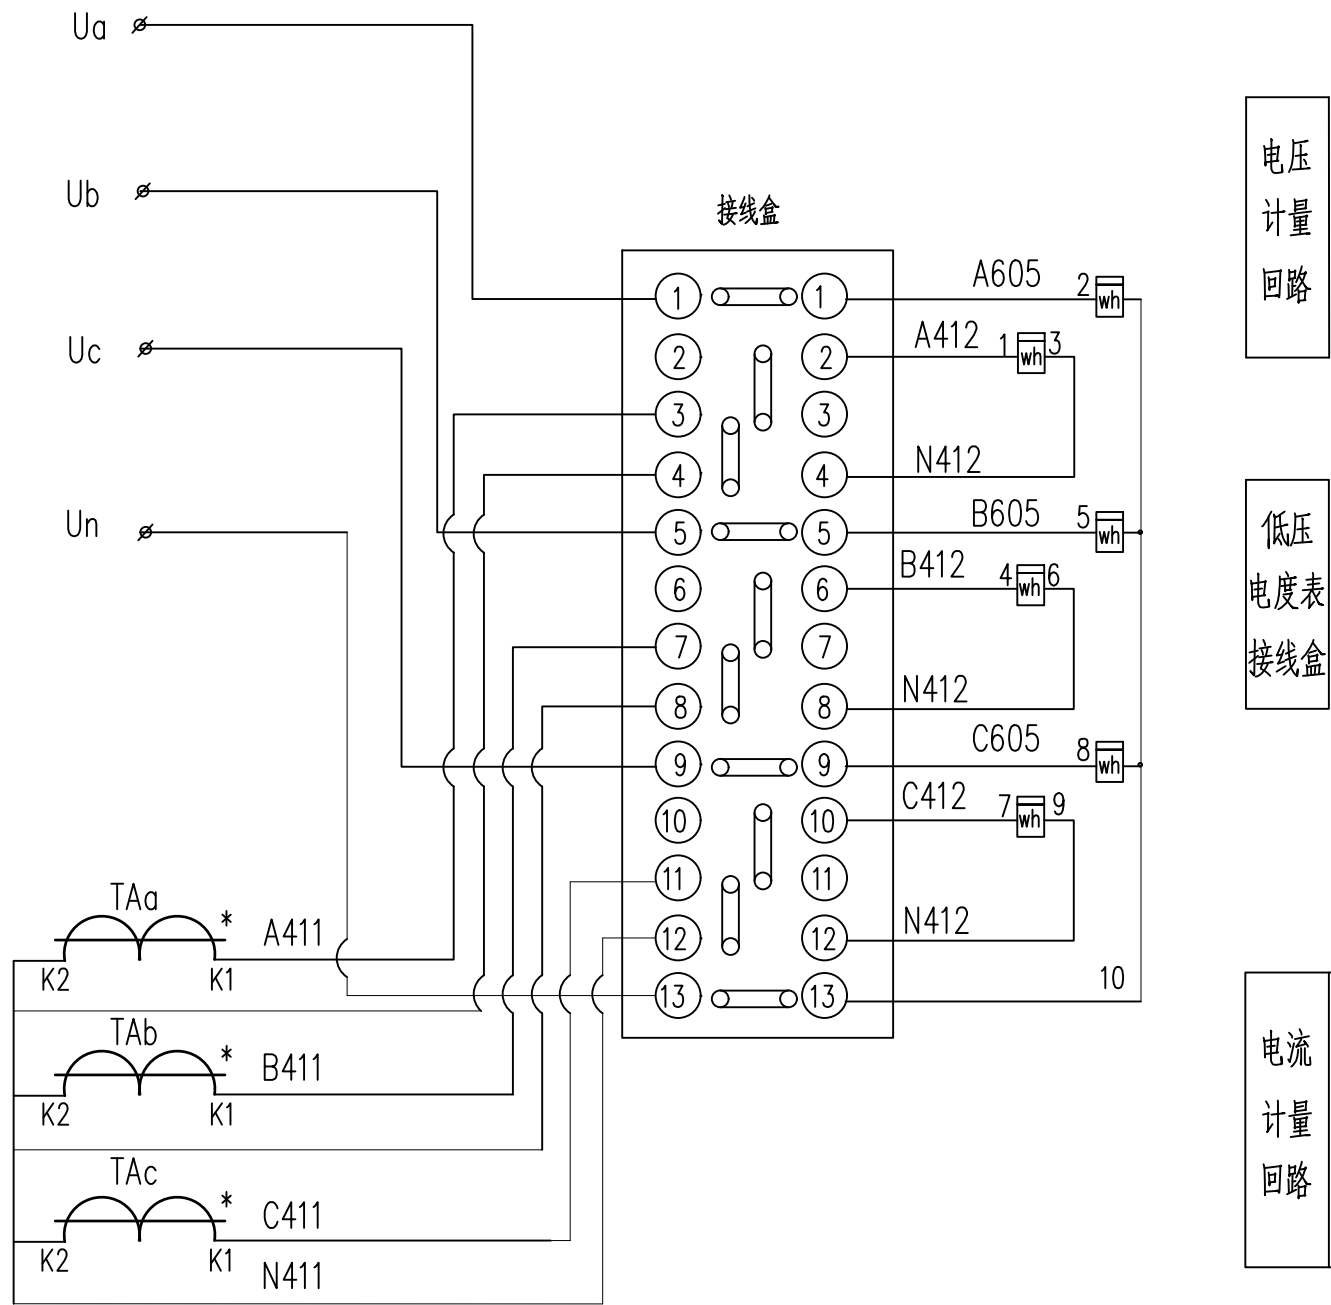 Ua
Ub
Uc
Un
接线盒
1 1
2 2
3 3
4 4
5 5
6 6
7 7
8 8
9 9
10 10
11 11
12 12
13 13
A605 2 wh
A412 1 wh 3
N412
B605 5 wh
B412 4 wh 6
N412
C605 8 wh
C412 7 wh 9
N412
10
TAa * A411
K2 K1
TAb * B411
K2 K1
TAc * C411
K2 K1
N411
电压
计量
回路
低压
电度表
接线盒
电流
计量
回路